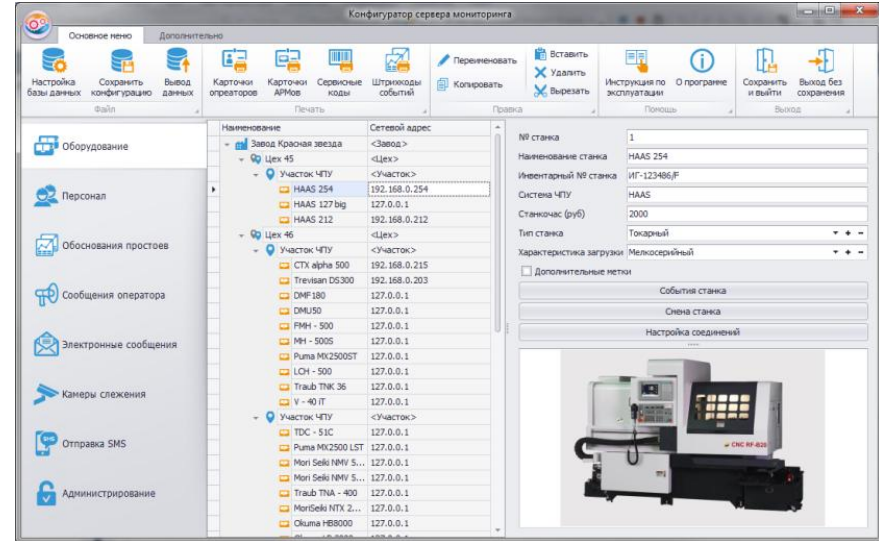 Конфигуратор сервера мониторинга
Основное меню Дополнительно
Настройка базы данных
Сохранить конфигурацию
Вывод данных
Карточки опреаторов
Карточки АРМов
Сервисные коды
Штрихкоды событий
Переименовать
Копировать
Вставить
Удалить
Вырезать
Инструкция по эксплуатации
О программе
Сохранить и выйти
Выход без сохранения
Файл Печать Правка Помощь Выход
Оборудование
Персонал
Обоснования простоев
Сообщения оператора
Электронные сообщения
Камеры слежения
SMS
Отправка SMS
Администрирование
Наименование Сетевой адрес
Завод Красная звезда <Завод>
Цех 45 <Цех>
Участок ЧПУ <Участок>
HAAS 254 192.168.0.254
HAAS 127 big 127.0.0.1
HAAS 212 192.168.0.212
Цех 46 <Цех>
Участок ЧПУ <Участок>
CTX alpha 500 192.168.0.215
Trevisan DS300 192.168.0.203
DMF 180 127.0.0.1
DMU50 127.0.0.1
FMH - 500 127.0.0.1
MH - 500S 127.0.0.1
Puma MX2500ST 127.0.0.1
LCH - 500 127.0.0.1
Traub TNK 36 127.0.0.1
V - 40 iT 127.0.0.1
Участок ЧПУ <Участок>
TDC - 51C 127.0.0.1
Puma MX2500 LST 127.0.0.1
Mori Seiki NMV 5... 127.0.0.1
Mori Seiki NMV 5... 127.0.0.1
Traub TNA - 400 127.0.0.1
MoriSeiki NTX 2... 127.0.0.1
Okuma HB8000 127.0.0.1
№ станка 1
Наименование станка HAAS 254
Инвентарный № станка ИГ-123486/F
Система ЧПУ HAAS
Станкочас (руб) 2000
Тип станка Токарный
Характеристика загрузки Мелкосерийный
Дополнительные метки
События станка
Смена станка
Настройка соединений
CNC RF-B20